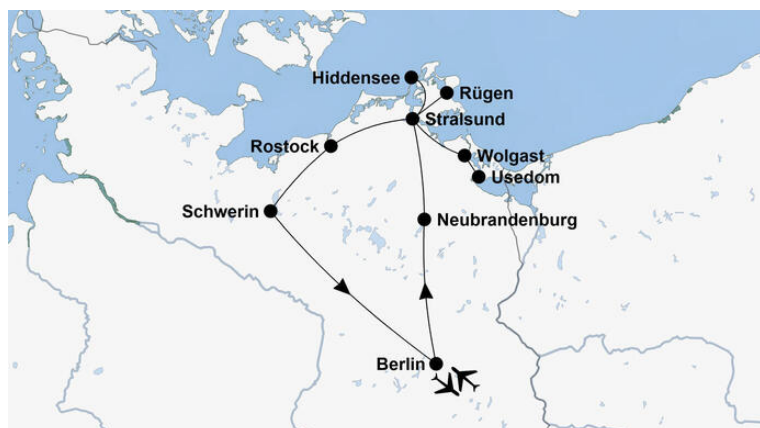 Hiddensee
Rügen
Stralsund
Rostock
Wolgast
Usedom
Schwerin
Neubrandenburg
Berlin